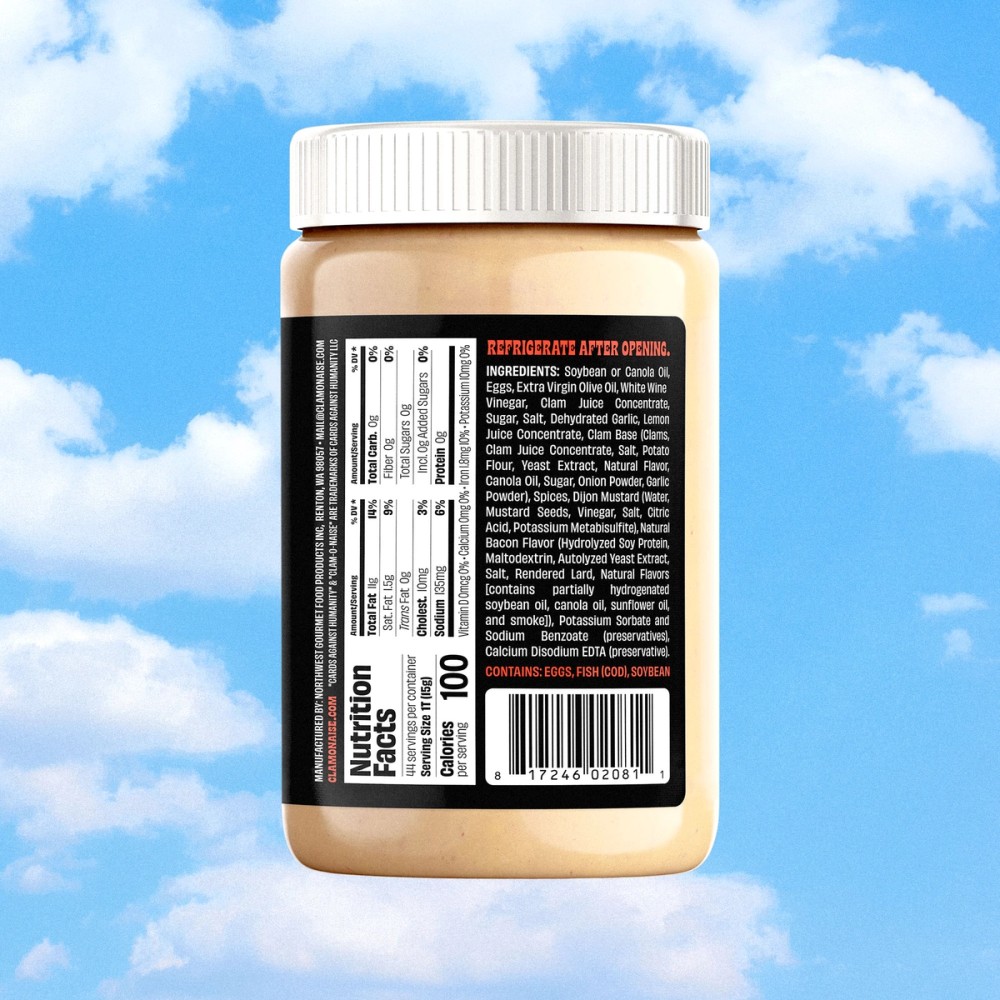 MANUFACTURED BY: NORTHWEST GOURMET FOOD PRODUCTS INC, RENTON, WA 98057 • MAIL@CLAMONAISE.COM
CLAMONAISE.COM "CARDS AGAINST HUMANITY" & "CLAM-O-NAISE" ARE TRADEMARKS OF CARDS AGAINST HUMANITY LLC
Nutrition
Facts
44 servings per container
Serving Size 1T (15g)
Calories 100
per serving
Amount/Serving % DV*
Total Fat 11g 14%
Sat. Fat 1.5g 9%
Trans Fat 0g
Cholest. 10mg 3%
Sodium 135mg 6%
Amount/Serving % DV*
Total Carb. 0g 0%
Fiber 0g 0%
Total Sugars 0g
Incl. 0g Added Sugars 0%
Protein 0g
Vitamin D 0mcg 0% • Calcium 0mg 0% • Iron 1.8mg 10% • Potassium 10mg 0%
REFRIGERATE AFTER OPENING.
INGREDIENTS: Soybean or Canola Oil,
Eggs, Extra Virgin Olive Oil, White Wine
Vinegar, Clam Juice Concentrate,
Sugar, Salt, Dehydrated Garlic, Lemon
Juice Concentrate, Clam Base (Clams,
Clam Juice Concentrate, Salt, Potato
Flour, Yeast Extract, Natural Flavor,
Canola Oil, Sugar, Onion Powder, Garlic
Powder), Spices, Dijon Mustard (Water,
Mustard Seeds, Vinegar, Salt, Citric
Acid, Potassium Metabisulfite), Natural
Bacon Flavor (Hydrolyzed Soy Protein,
Maltodextrin, Autolyzed Yeast Extract,
Salt, Rendered Lard, Natural Flavors
[contains partially hydrogenated
soybean oil, canola oil, sunflower oil,
and smoke]), Potassium Sorbate and
Sodium Benzoate (preservatives),
Calcium Disodium EDTA (preservative).
CONTAINS: EGGS, FISH (COD), SOYBEAN
8 17246 02081 1